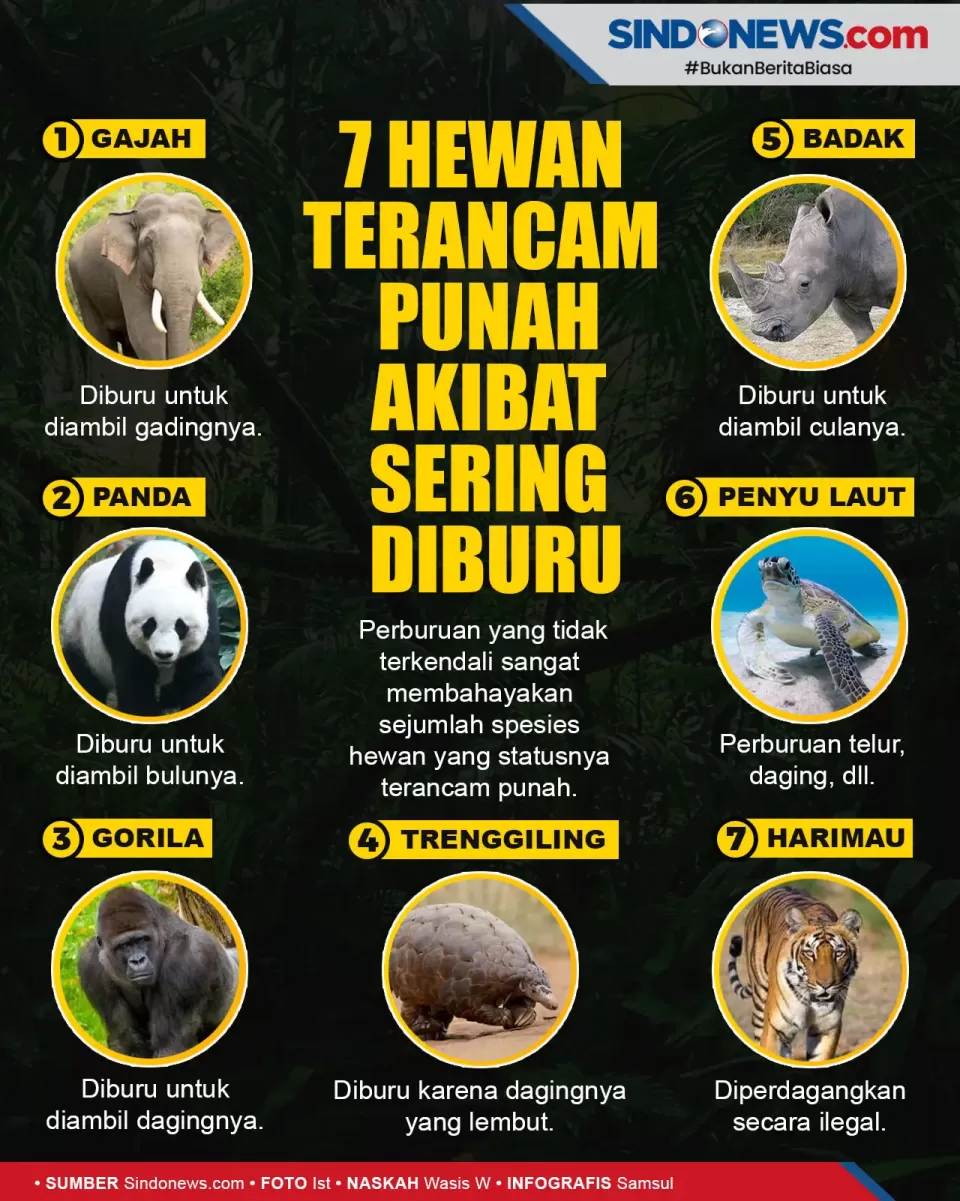 SINDONEWS.com
#BukanBeritaBiasa
7 HEWAN
TERANCAM
PUNAH
AKIBAT
SERING
DIBURU
Perburuan yang tidak
terkendali sangat
membahayakan
sejumlah spesies
hewan yang statusnya
terancam punah.
1 GAJAH
Diburu untuk
diambil gadingnya.
2 PANDA
Diburu untuk
diambil bulunya.
3 GORILA
Diburu untuk
diambil dagingnya.
4 TRENGGILING
Diburu karena dagingnya
yang lembut.
5 BADAK
Diburu untuk
diambil culanya.
6 PENYU LAUT
Perburuan telur,
daging, dll.
7 HARIMAU
Diperdagangkan
secara ilegal.
• SUMBER Sindonews.com • FOTO Ist • NASKAH Wasis W • INFOGRAFIS Samsul